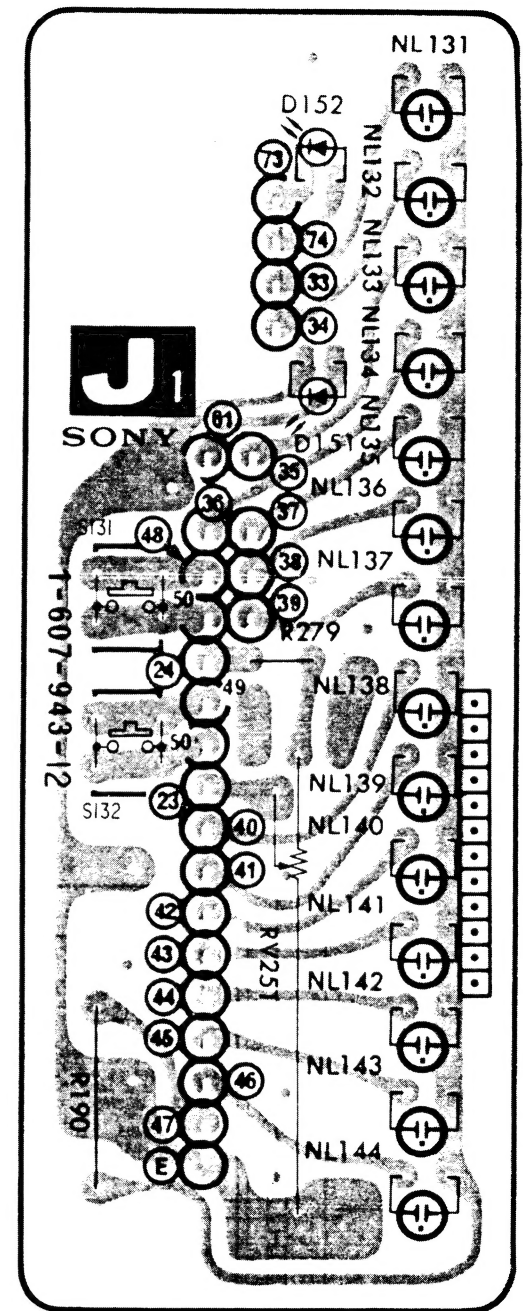 NL131
D152
73
NL132
74
NL133
33
34
NL134
J1
SONY
61
D151
NL135
35
36
NL136
37
S131
48
38
NL137
50
39
R279
1-607-943-12
24
49
NL138
50
S132
23
NL139
40
NL140
41
42
NL141
43
RV251
44
NL142
45
NL143
R190
46
47
NL144
E